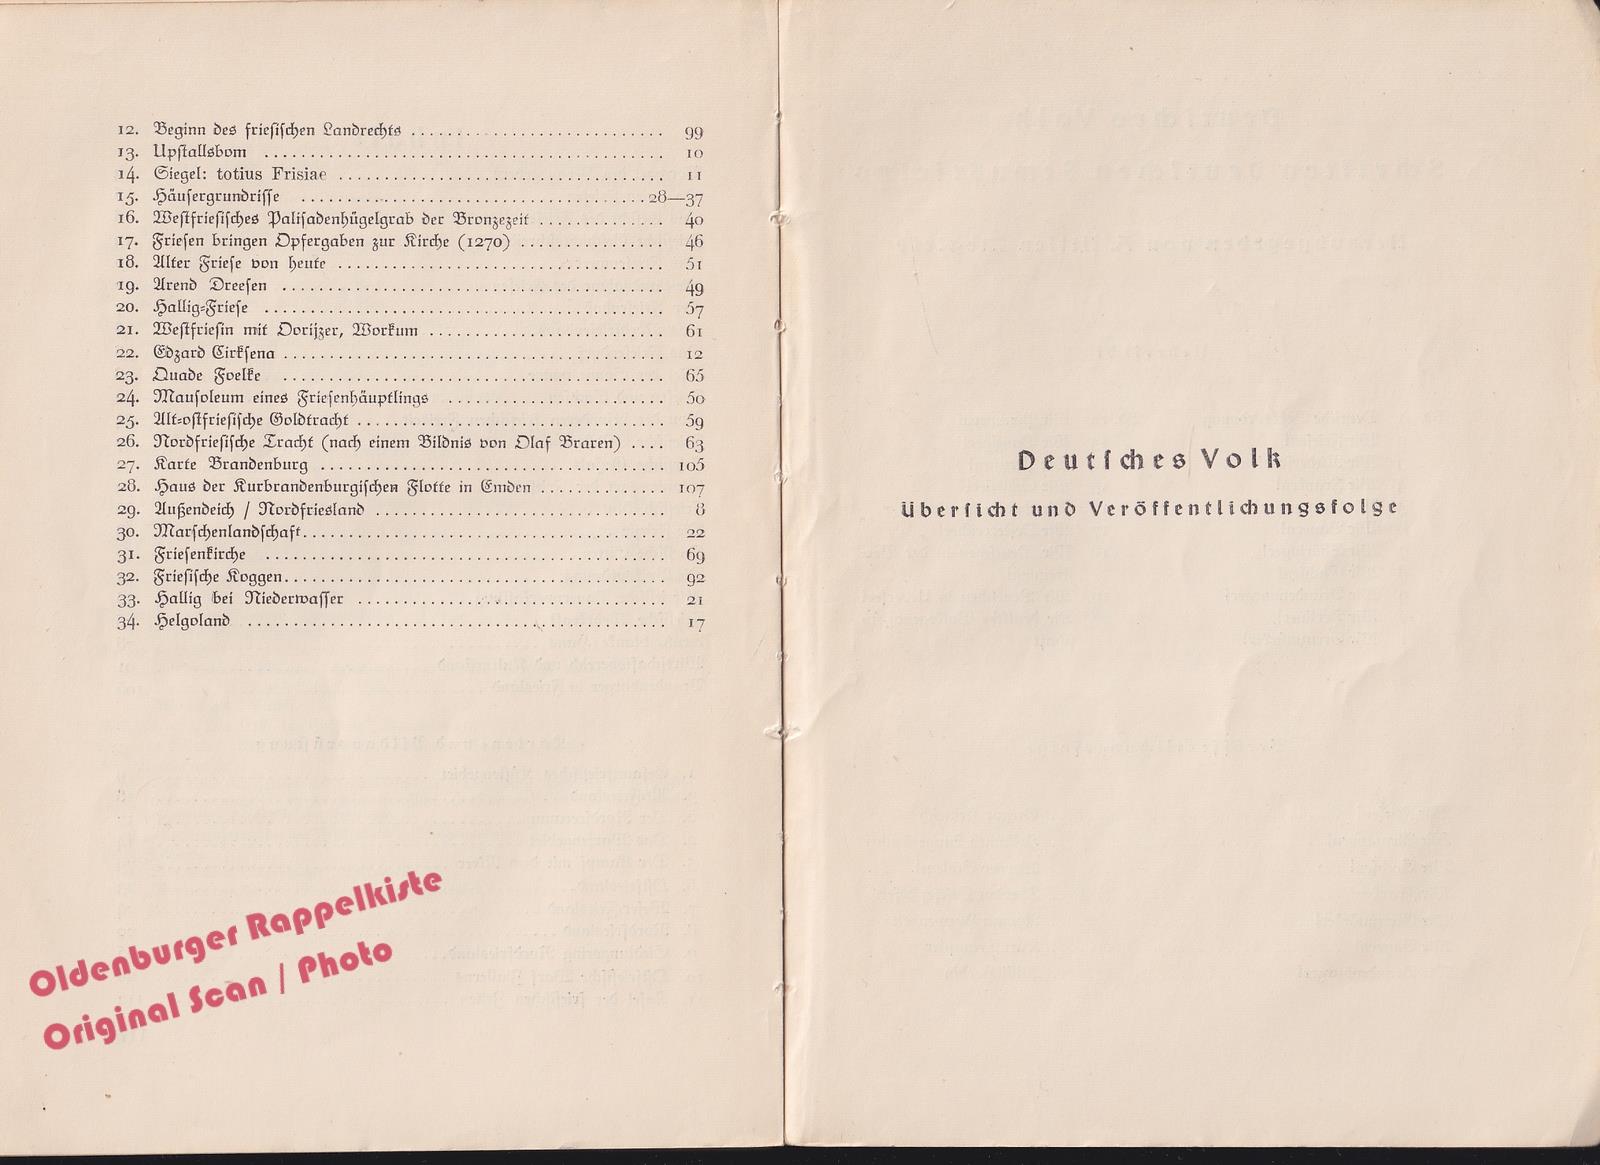 12. Beginn des friesischen Landrechts ............................ 99
13. Upstallsbom ............................................ 10
14. Siegel: totius Frisiae .................................... 11
15. Häusergrundrisse ...................................... 28—37
16. Westfriesisches Palisadenhügelgrab der Bronzezeit .............. 40
17. Friesen bringen Opfergaben zur Kirche (1270) ................ 46
18. Alter Friese von heute .................................... 51
19. Arend Dreesen .......................................... 49
20. Hallig-Friese ............................................ 57
21. Westfriesin mit Oorijzer, Workum .......................... 61
22. Edzard Cirksena .......................................... 12
23. Quade Foelke .......................................... 65
24. Mausoleum eines Friesenhäuptlings ........................ 50
25. Alt-ostfriesische Goldtracht .................................. 59
26. Nordfriesische Tracht (nach einem Bildnis von Olaf Braren) .... 63
27. Karte Brandenburg ...................................... 105
28. Haus der Kurbrandenburgischen Flotte in Emden .............. 107
29. Außendeich / Nordfriesland ................................ 8
30. Marschenlandschaft........................................ 22
31. Friesenkirche ............................................ 69
32. Friesische Koggen.......................................... 92
33. Hallig bei Niederwasser .................................. 21
34. Helgoland .............................................. 17
Deutsches Volk
Übersicht und Veröffentlichungsfolge
Oldenburger Rappelkiste
Original Scan / Photo